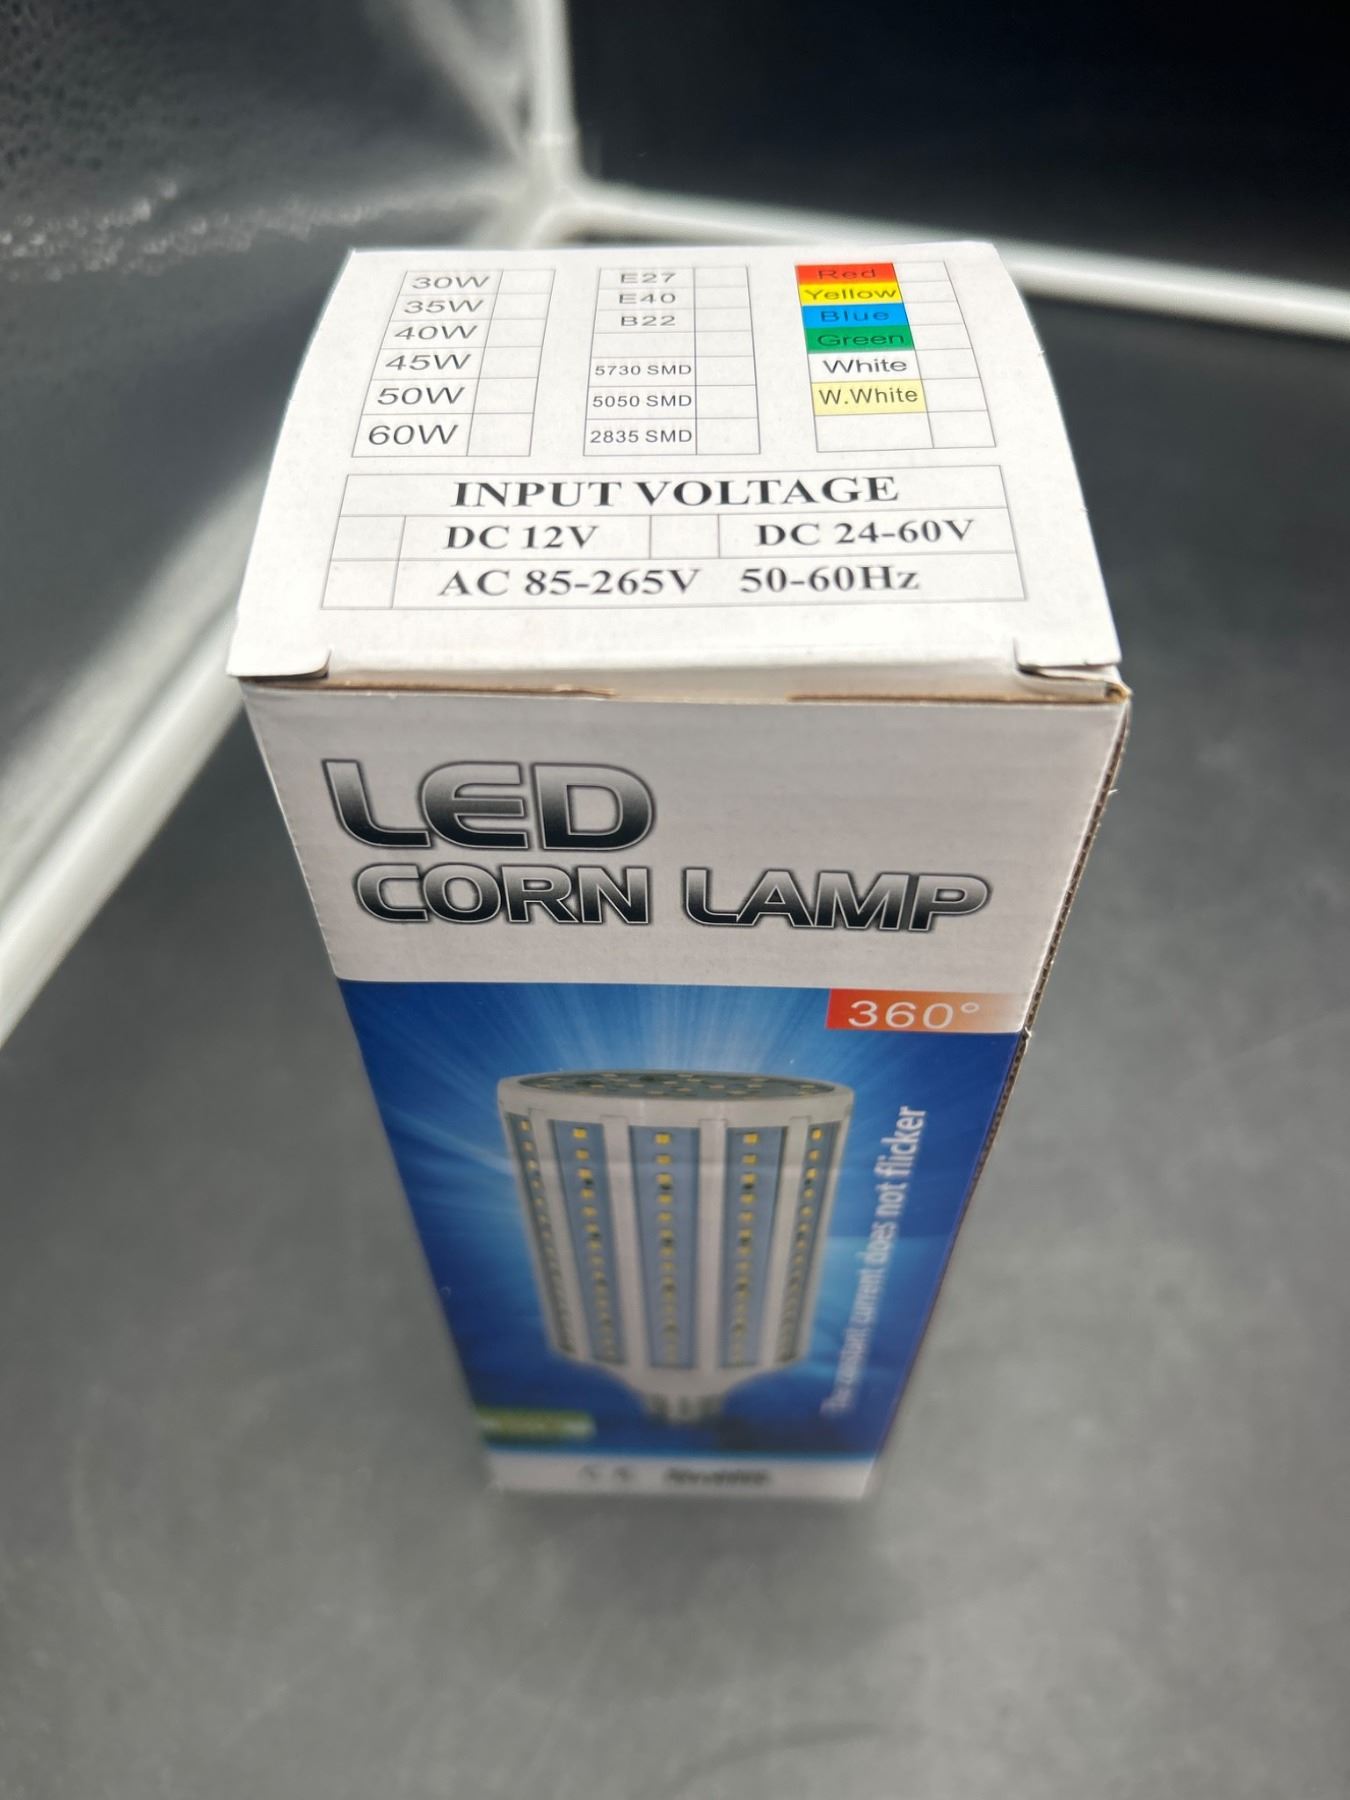 30W
35W
40W
45W
50W
60W
E27
E40
B22
5730 SMD
5050 SMD
2835 SMD
Red
Yellow
Blue
Green
White
W.White
INPUT VOLTAGE
DC 12V DC 24-60V
AC 85-265V 50-60Hz
LED
CORN LAMP
360°
The constant current does not flicker